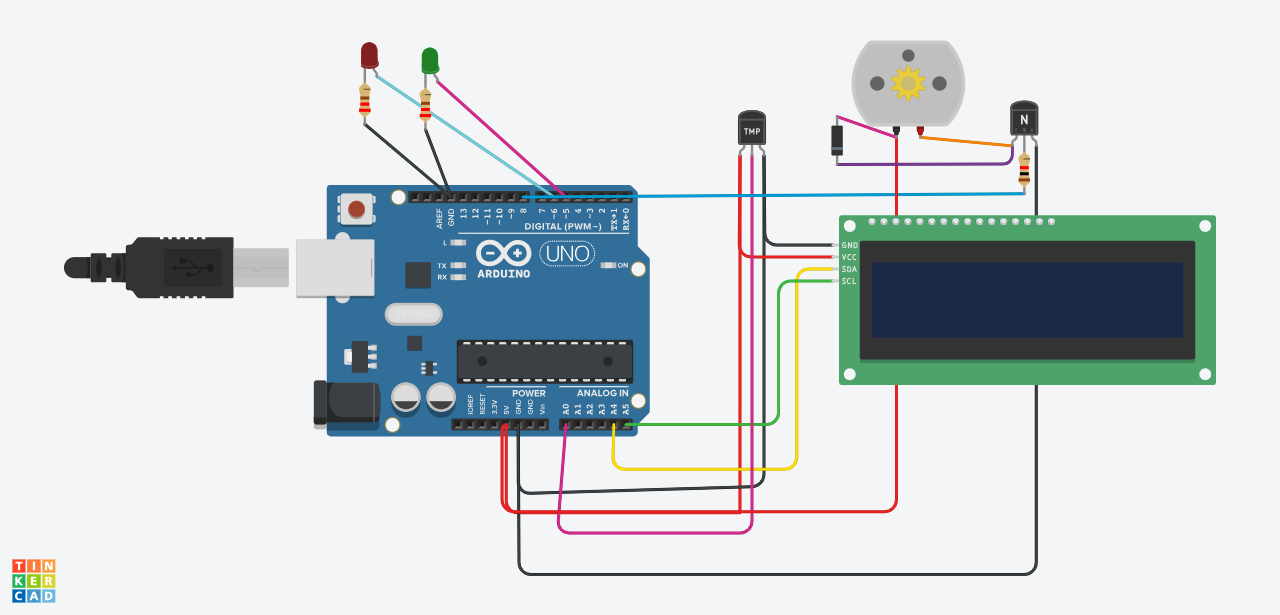 TMP
N
AREF
GND
13
12
~11
~10
~9
8
7
~6
~5
4
~3
2
TX→1
RX←0
DIGITAL (PWM~)
L
TX
RX
ARDUINO
UNO
ON
GND
VCC
SDA
SCL
POWER
ANALOG IN
IOREF
RESET
3.3V
5V
GND
GND
Vin
A0
A1
A2
A3
A4
A5
TIN
KER
CAD